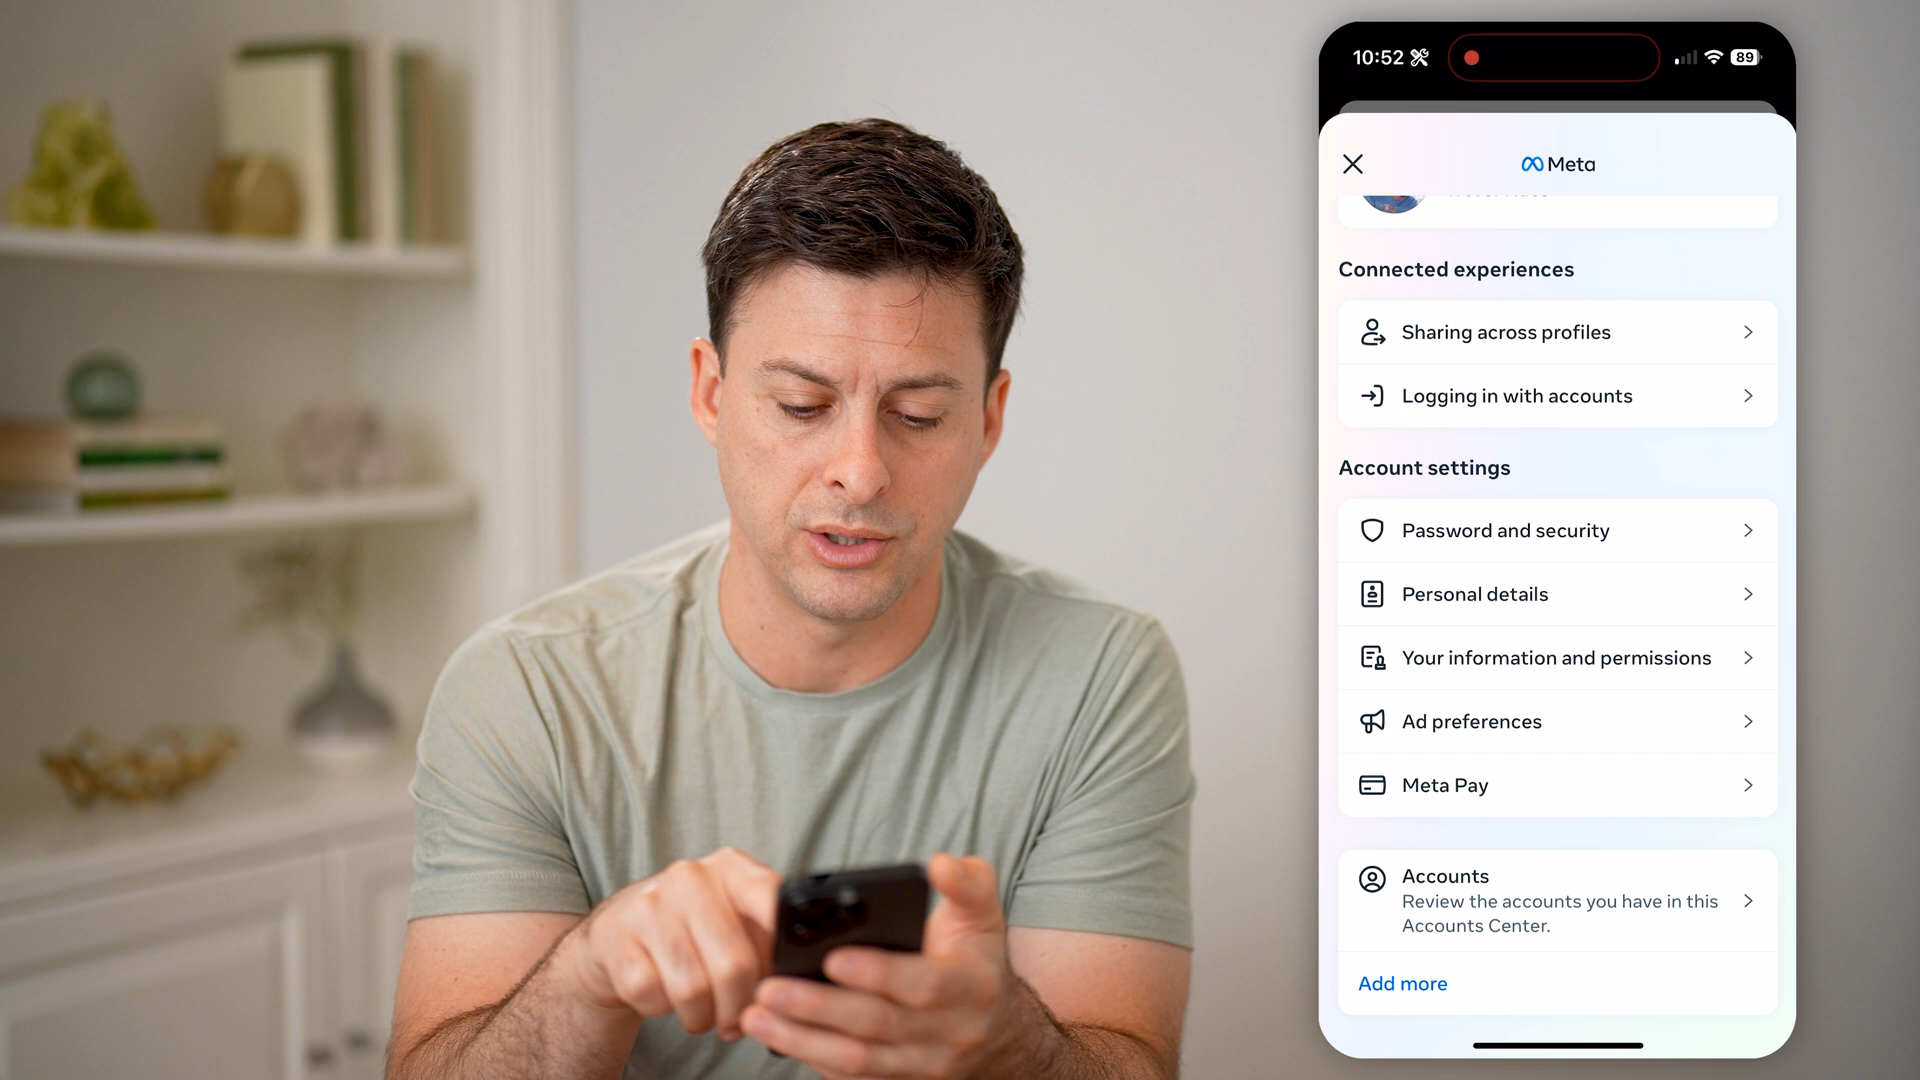 10:52
89
Meta
Connected experiences
Sharing across profiles
Logging in with accounts
Account settings
Password and security
Personal details
Your information and permissions
Ad preferences
Meta Pay
Accounts
Review the accounts you have in this
Accounts Center.
Add more